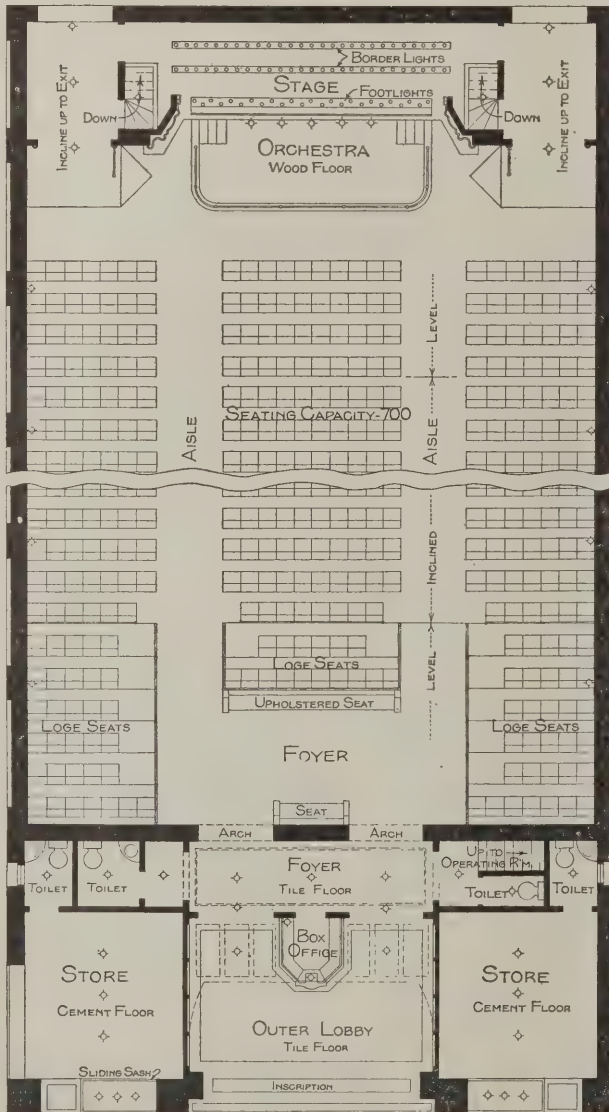 BORDER LIGHTS
STAGE
FOOTLIGHTS
DOWN
DOWN
INCLINE UP TO EXIT
INCLINE UP TO EXIT
ORCHESTRA
WOOD FLOOR
LEVEL
SEATING CAPACITY-700
AISLE
AISLE
INCLINED
LEVEL
LOGE SEATS
UPHOLSTERED SEAT
LOGE SEATS
LOGE SEATS
FOYER
SEAT
ARCH
ARCH
FOYER
TILE FLOOR
UP TO
OPERATING R'M.
TOILET
TOILET
TOILET
TOILET
BOX
OFFICE
STORE
CEMENT FLOOR
STORE
CEMENT FLOOR
OUTER LOBBY
TILE FLOOR
SLIDING SASH
INSCRIPTION